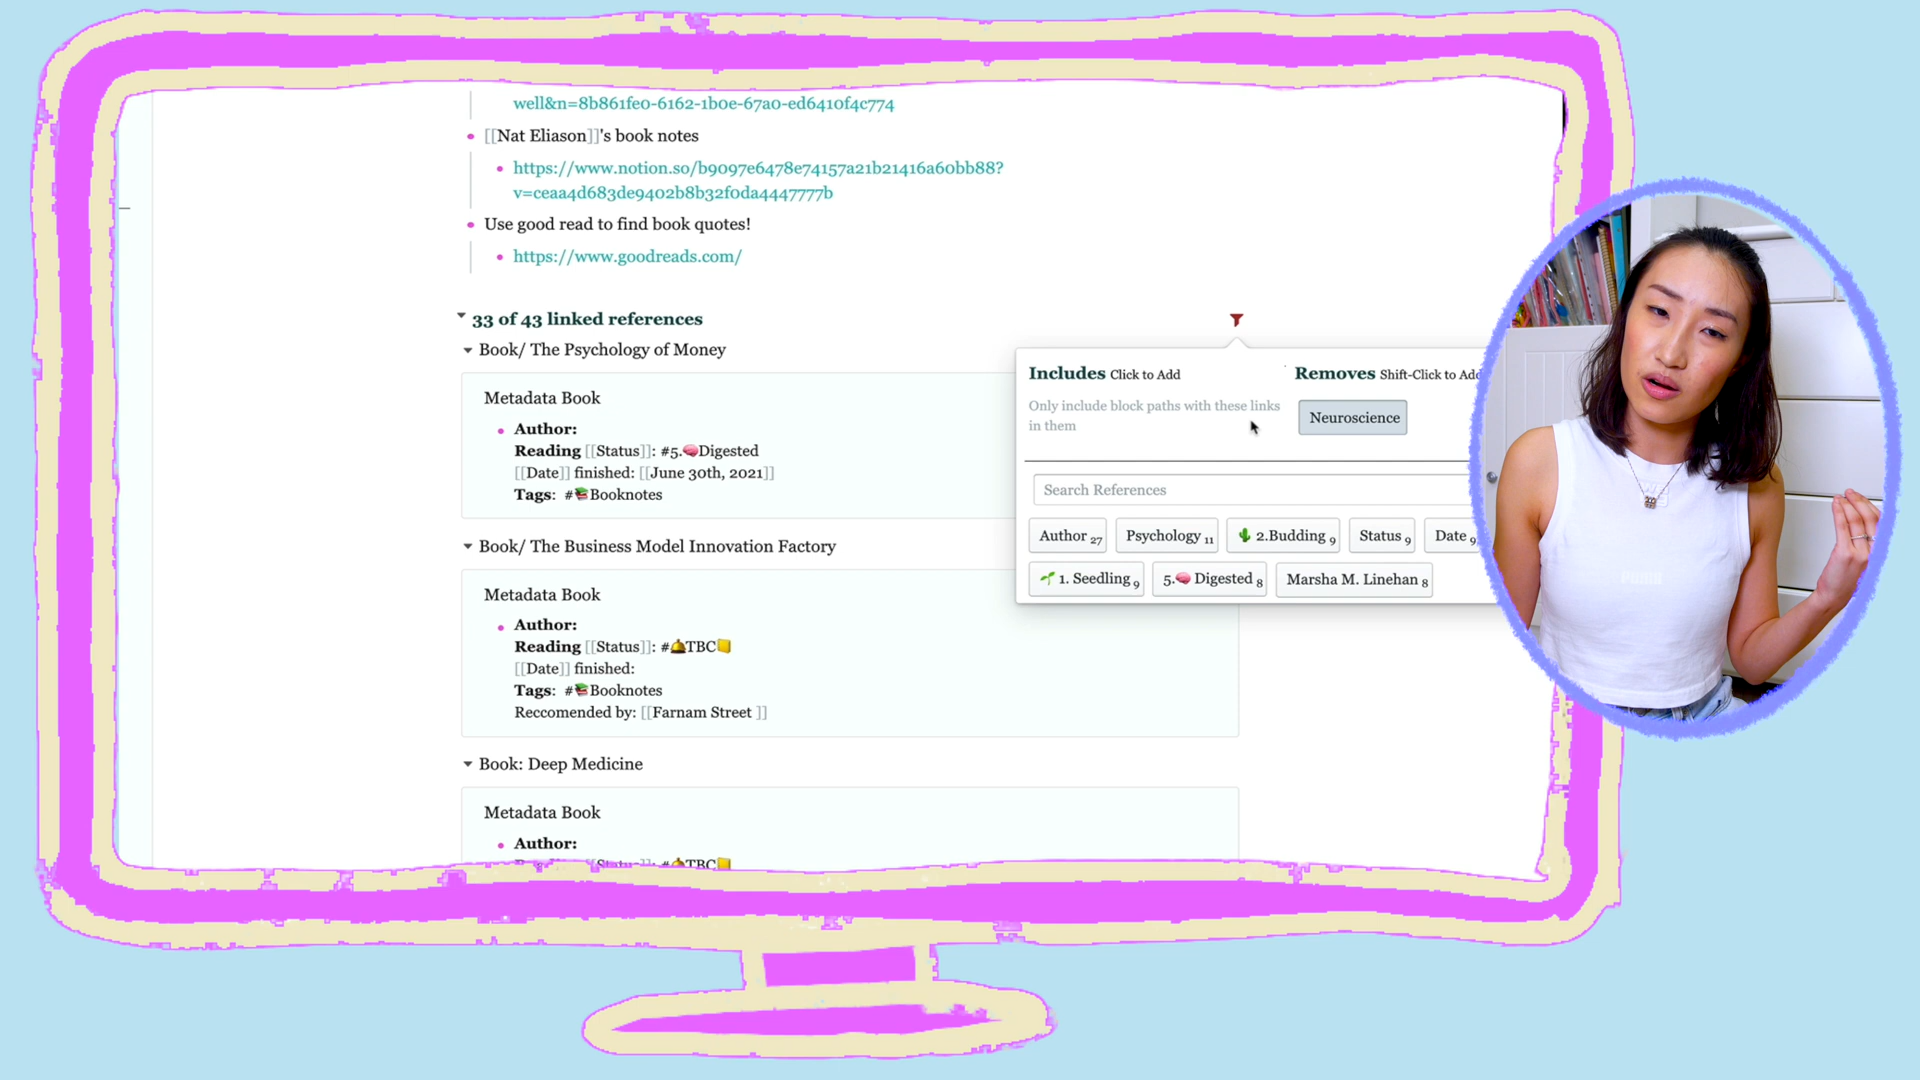 well&n=8b861fe0-6162-1b0e-67a0-ed6410f4c774
[[Nat Eliason]]'s book notes
https://www.notion.so/b9097e6478e74157a21b21416a60bb88?
v=ceaa4d683de9402b8b32f0da4447777b
Use good read to find book quotes!
https://www.goodreads.com/
33 of 43 linked references
Book/ The Psychology of Money
Metadata Book
Author:
Reading [[Status]]: #5.🧠Digested
[[Date]] finished: [[June 30th, 2021]]
Tags: #📚Booknotes
Book/ The Business Model Innovation Factory
Metadata Book
Author:
Reading [[Status]]: #🛎TBC📒
[[Date]] finished:
Tags: #📚Booknotes
Reccomended by: [[Farnam Street ]]
Book: Deep Medicine
Metadata Book
Author:
Includes Click to Add
Only include block paths with these links
in them
Removes Shift-Click to Add
Neuroscience
Search References
Author 27 Psychology 11 🌵 2.Budding 9 Status 9 Date 9
🌱 1. Seedling 9 5.🧠 Digested 8 Marsha M. Linehan 8